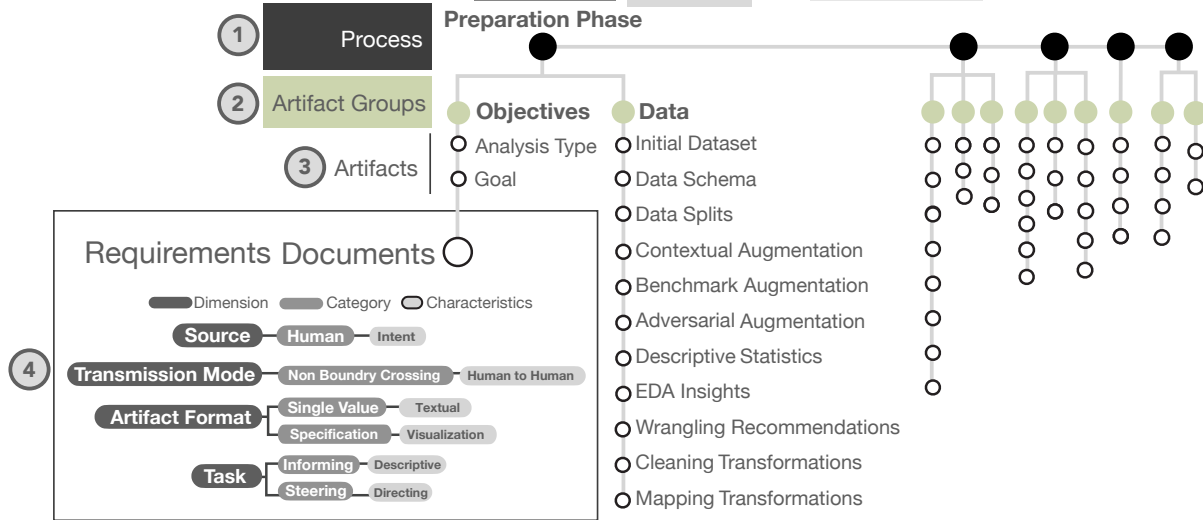 Preparation Phase
1 Process
2 Artifact Groups
Objectives Data
3 Artifacts
Analysis Type
Goal
Initial Dataset
Data Schema
Data Splits
Contextual Augmentation
Benchmark Augmentation
Adversarial Augmentation
Descriptive Statistics
EDA Insights
Wrangling Recommendations
Cleaning Transformations
Mapping Transformations
4
Requirements Documents
Dimension Category Characteristics
Source Human Intent
Transmission Mode Non Boundry Crossing Human to Human
Artifact Format Single Value Textual
Specification Visualization
Task Informing Descriptive
Steering Directing